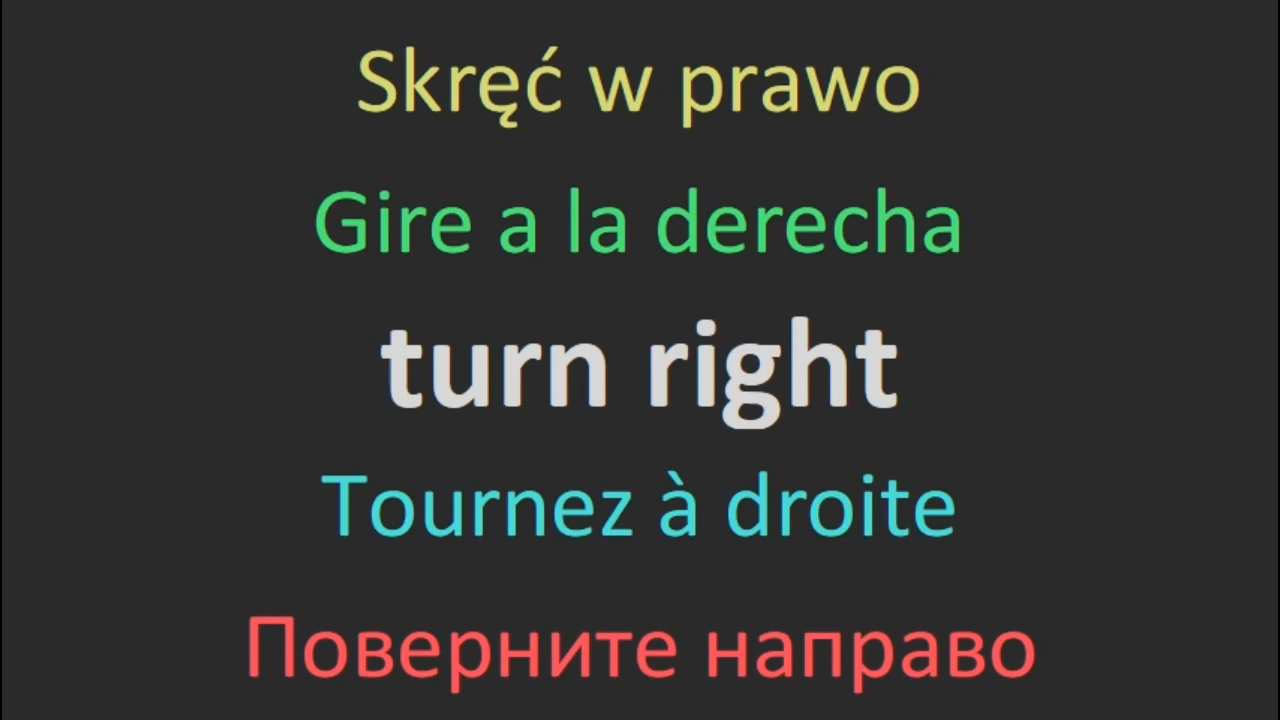 Skręć w prawo
Gire a la derecha
turn right
Tournez à droite
Поверните направо